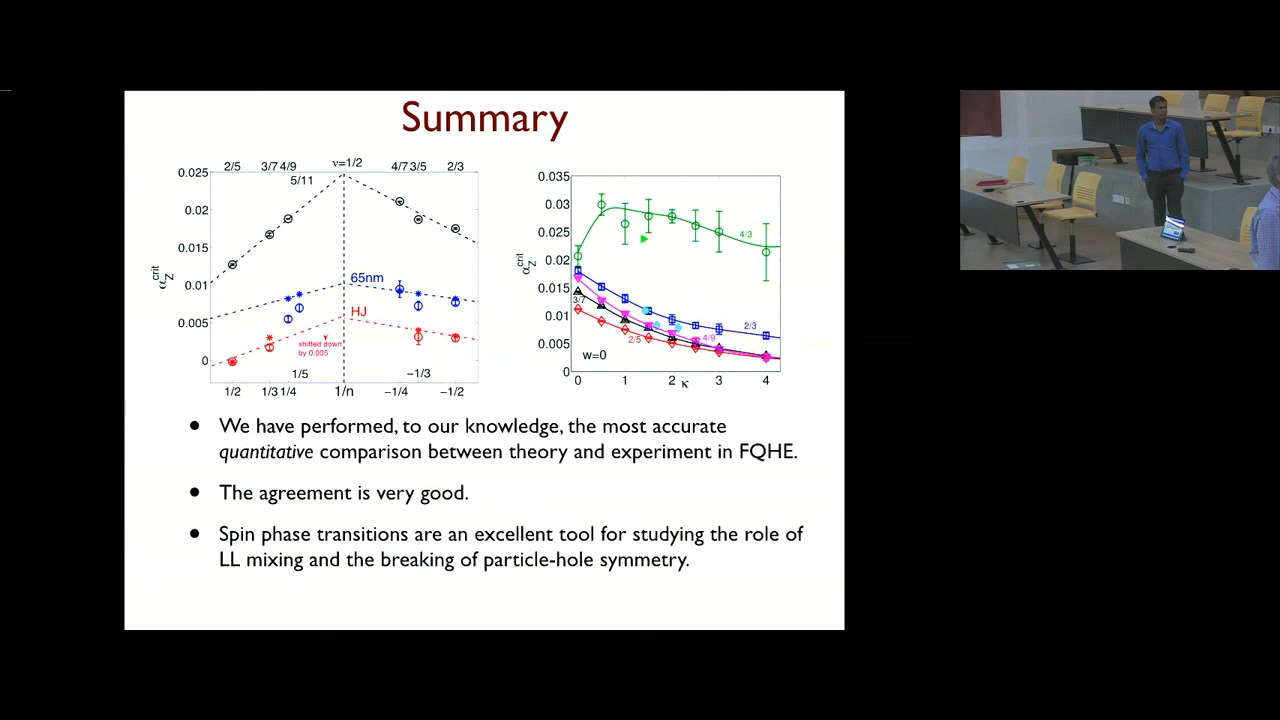 Summary
2/5 3/7 4/9 ν=1/2 4/7 3/5 2/3
5/11
0.025
0.02
0.015
0.01
0.005
0
α_Z^crit
65nm
HJ
shifted down
by 0.005
1/5 −1/3
1/2 1/3 1/4 1/n −1/4 −1/2
0.035
0.03
0.025
0.02
0.015
0.01
0.005
0
α_Z^crit
4/3
3/7
2/3
2/5
4/9
w=0
0 1 2 κ 3 4
• We have performed, to our knowledge, the most accurate
quantitative comparison between theory and experiment in FQHE.
• The agreement is very good.
• Spin phase transitions are an excellent tool for studying the role of
LL mixing and the breaking of particle-hole symmetry.